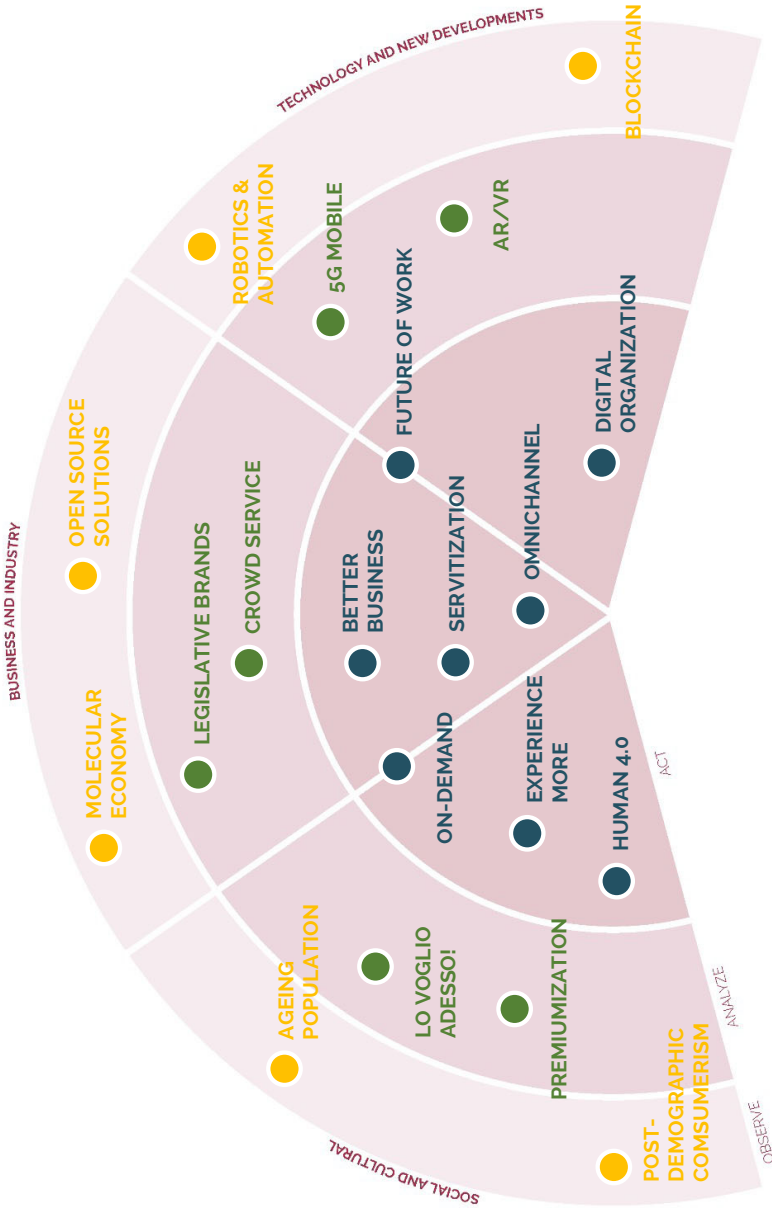 SOCIAL AND CULTURAL
BUSINESS AND INDUSTRY
TECHNOLOGY AND NEW DEVELOPMENTS
OBSERVE
ANALYZE
ACT
POST-
DEMOGRAPHIC
COMSUMERISM
AGEING
POPULATION
MOLECULAR
ECONOMY
OPEN SOURCE
SOLUTIONS
ROBOTICS &
AUTOMATION
BLOCKCHAIN
PREMIUMIZATION
LO VOGLIO
ADESSO!
LEGISLATIVE BRANDS
CROWD SERVICE
5G MOBILE
AR/VR
HUMAN 4.0
EXPERIENCE
MORE
ON-DEMAND
BETTER
BUSINESS
SERVITIZATION
OMNICHANNEL
FUTURE OF WORK
DIGITAL
ORGANIZATION